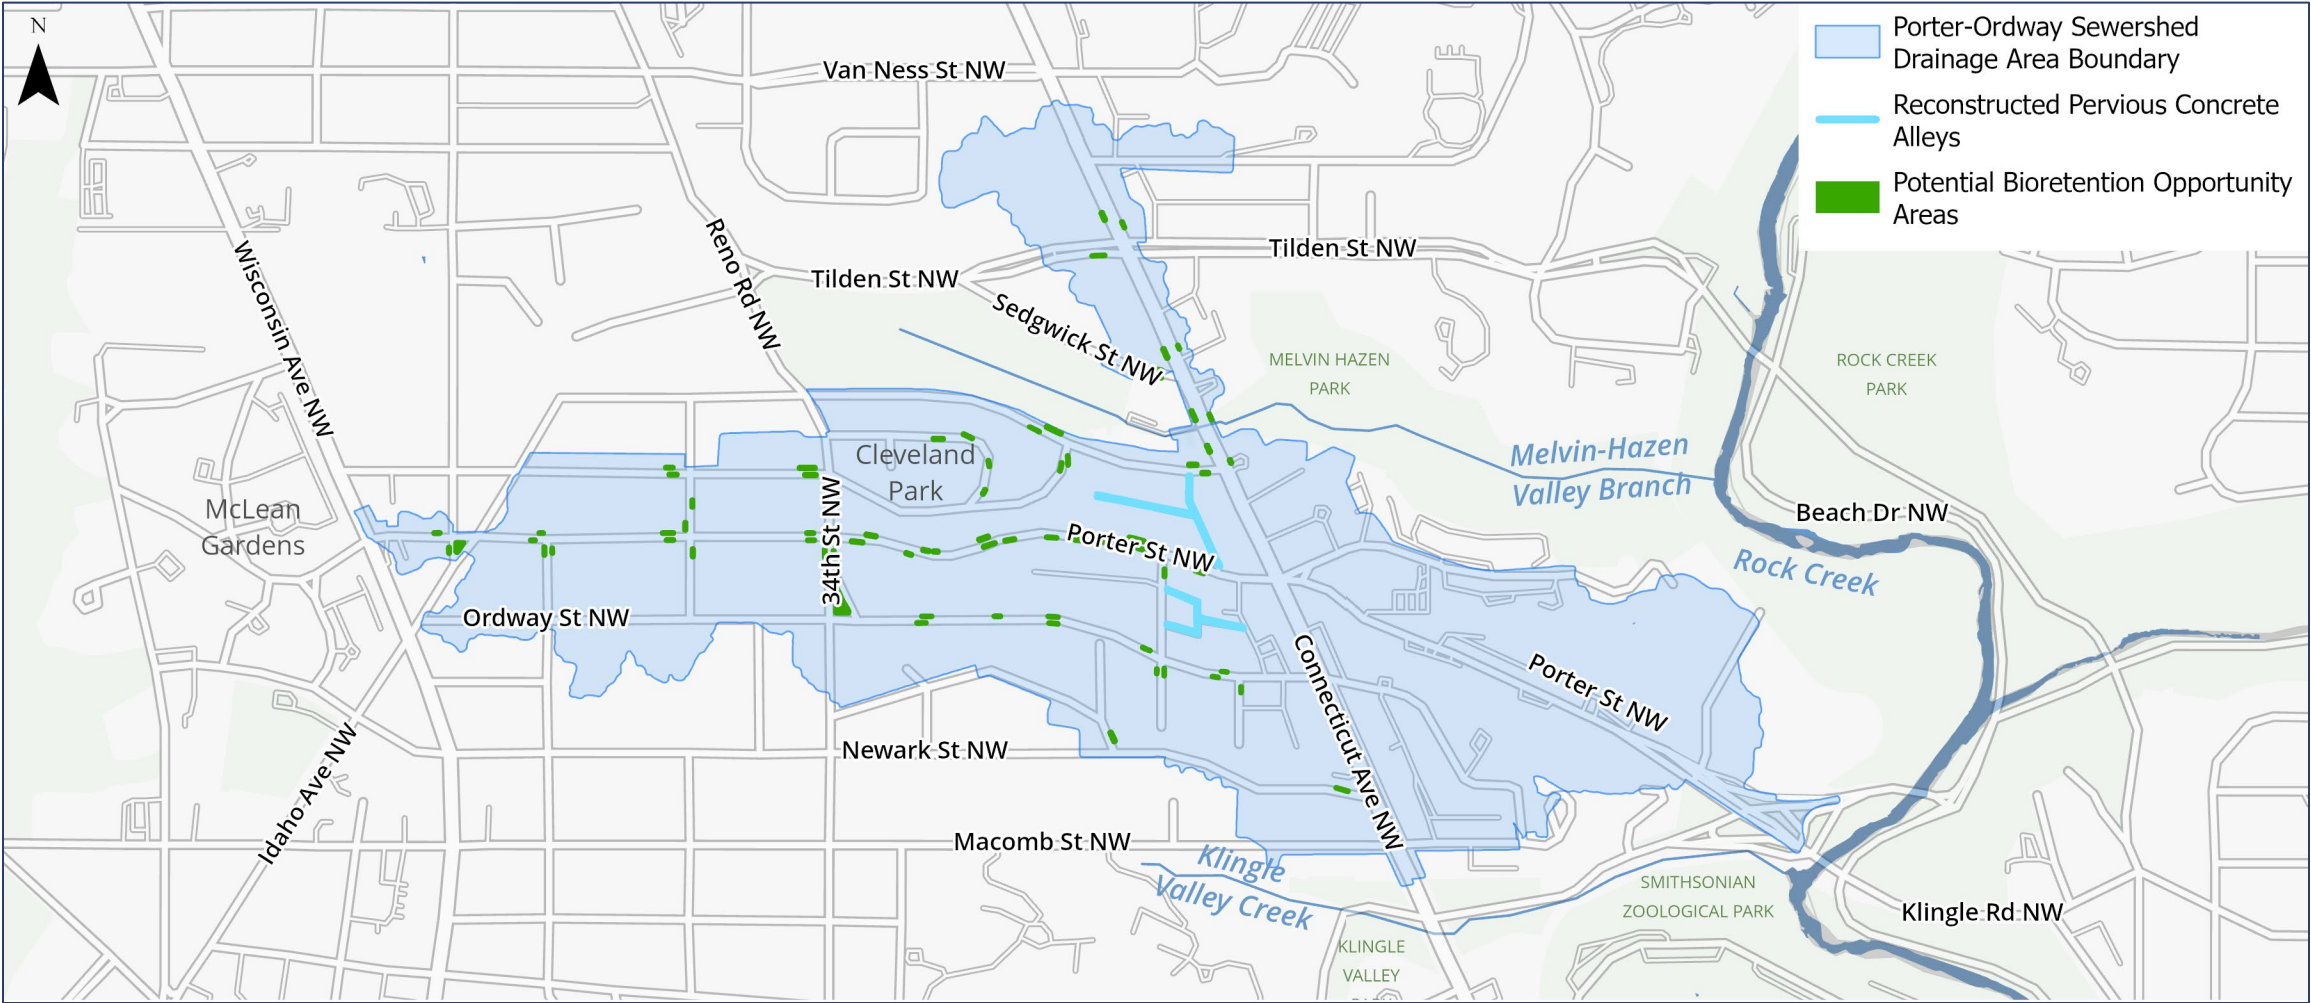 N
Porter-Ordway Sewershed
Drainage Area Boundary
Reconstructed Pervious Concrete
Alleys
Potential Bioretention Opportunity
Areas
Van Ness St NW
Wisconsin Ave NW
Reno Rd NW
Tilden St NW
Tilden St NW
Sedgwick St NW
MELVIN HAZEN
PARK
ROCK CREEK
PARK
Cleveland
Park
Melvin-Hazen
Valley Branch
McLean
Gardens
34th St NW
Porter St NW
Beach Dr NW
Rock Creek
Ordway St NW
Connecticut Ave NW
Porter St NW
Idaho Ave NW
Newark St NW
Macomb St NW
Klingle
Valley Creek
SMITHSONIAN
ZOOLOGICAL PARK
Klingle Rd NW
KLINGLE
VALLEY